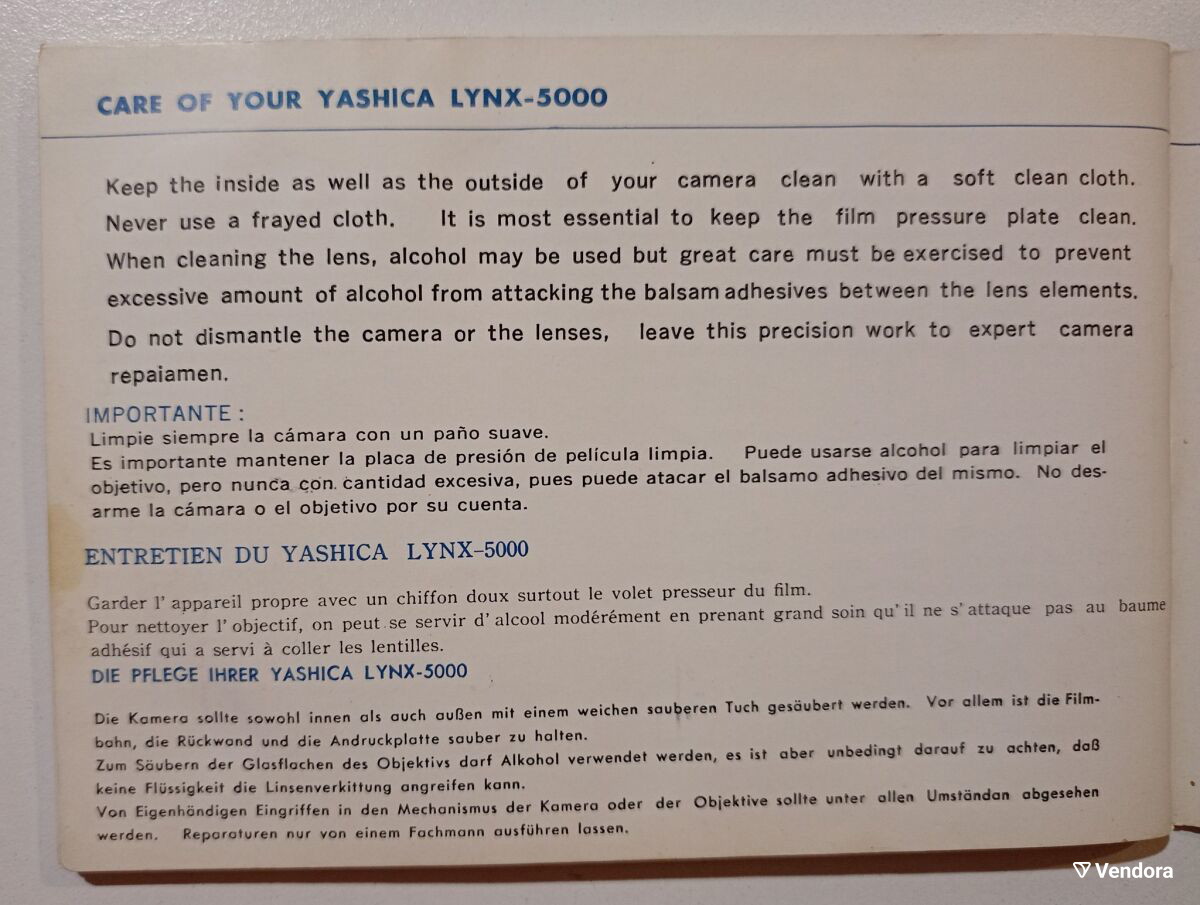 CARE OF YOUR YASHICA LYNX-5000
Keep the inside as well as the outside of your camera clean with a soft clean cloth.
Never use a frayed cloth. It is most essential to keep the film pressure plate clean.
When cleaning the lens, alcohol may be used but great care must be exercised to prevent
excessive amount of alcohol from attacking the balsam adhesives between the lens elements.
Do not dismantle the camera or the lenses, leave this precision work to expert camera
repaiamen.
IMPORTANTE:
Limpie siempre la cámara con un paño suave.
Es importante mantener la placa de presión de película limpia. Puede usarse alcohol para limpiar el
objetivo, pero nunca con cantidad excesiva, pues puede atacar el balsamo adhesivo del mismo. No des-
arme la cámara o el objetivo por su cuenta.
ENTRETIEN DU YASHICA LYNX-5000
Garder l'appareil propre avec un chiffon doux surtout le volet presseur du film.
Pour nettoyer l'objectif, on peut se servir d'alcool modérément en prenant grand soin qu'il ne s'attaque pas au baume
adhésif qui a servi à coller les lentilles.
DIE PFLEGE IHRER YASHICA LYNX-5000
Die Kamera sollte sowohl innen als auch außen mit einem weichen sauberen Tuch gesäubert werden. Vor allem ist die Film-
bahn, die Rückwand und die Andruckplatte sauber zu halten.
Zum Säubern der Glasflachen des Objektivs darf Alkohol verwendet werden, es ist aber unbedingt darauf zu achten, daß
keine Flüssigkeit die Linsenverkittung angreifen kann.
Von Eigenhändigen Eingriffen in den Mechanismus der Kamera oder der Objektive sollte unter allen Umständan abgesehen
werden. Reparaturen nur von einem Fachmann ausführen lassen.
Vendora